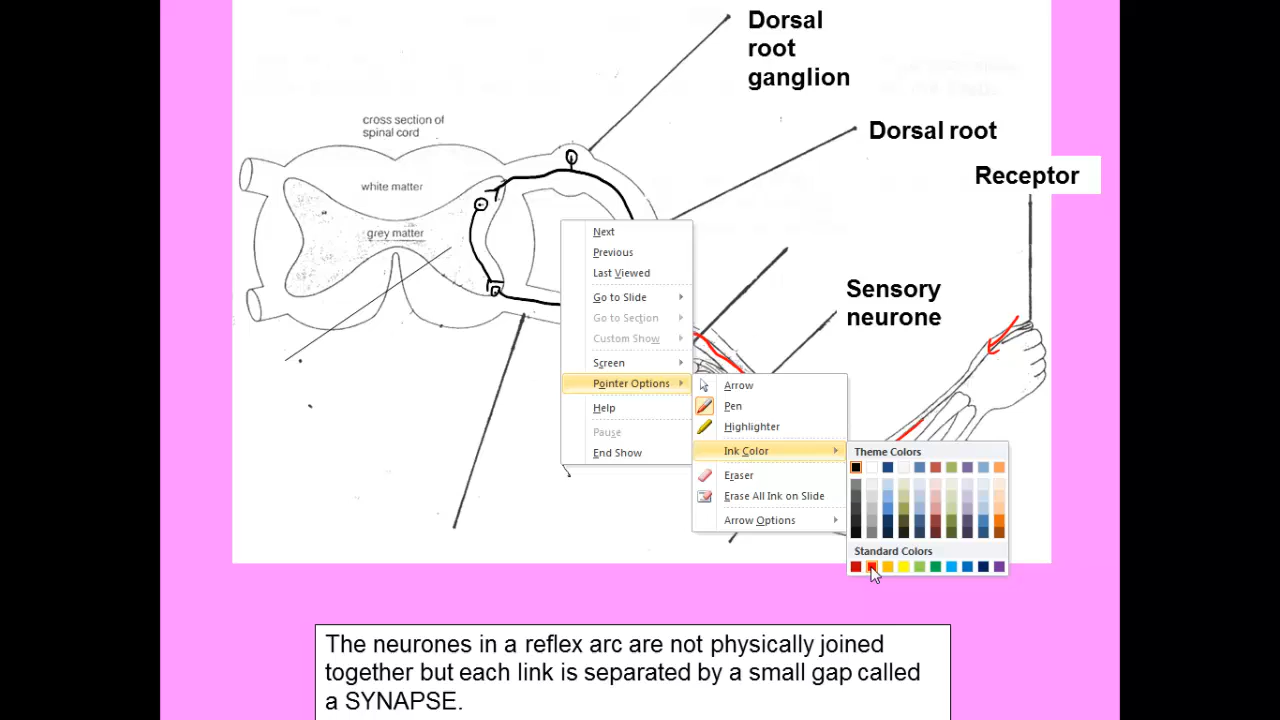 Dorsal
root
ganglion
Dorsal root
Receptor
cross section of
spinal cord
white matter
grey matter
Sensory
neurone
Next
Previous
Last Viewed
Go to Slide
Go to Section
Custom Show
Screen
Pointer Options
Help
Pause
End Show
Arrow
Pen
Highlighter
Ink Color
Eraser
Erase All Ink on Slide
Arrow Options
Theme Colors
Standard Colors
The neurones in a reflex arc are not physically joined
together but each link is separated by a small gap called
a SYNAPSE.